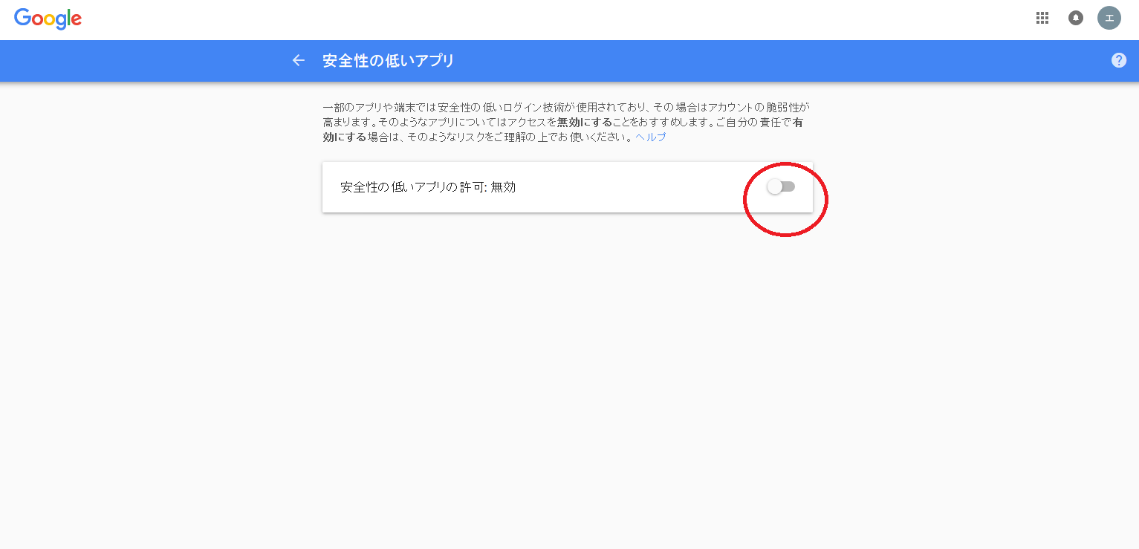 Google
エ
安全性の低いアプリ
?
一部のアプリや端末では安全性の低いログイン技術が使用されており、その場合はアカウントの脆弱性が
高まります。そのようなアプリについてはアクセスを無効にすることをおすすめします。ご自分の責任で有
効にする場合は、そのようなリスクをご理解の上でお使いください。 ヘルプ
安全性の低いアプリの許可: 無効